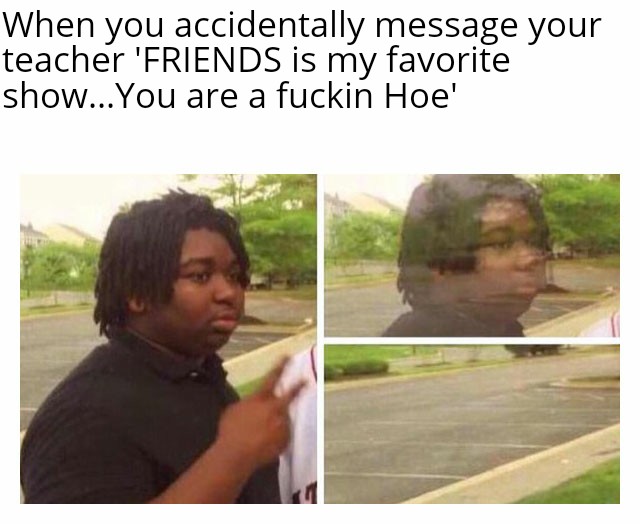 When you accidentally message your
teacher 'FRIENDS is my favorite
show...You are a fuckin Hoe'